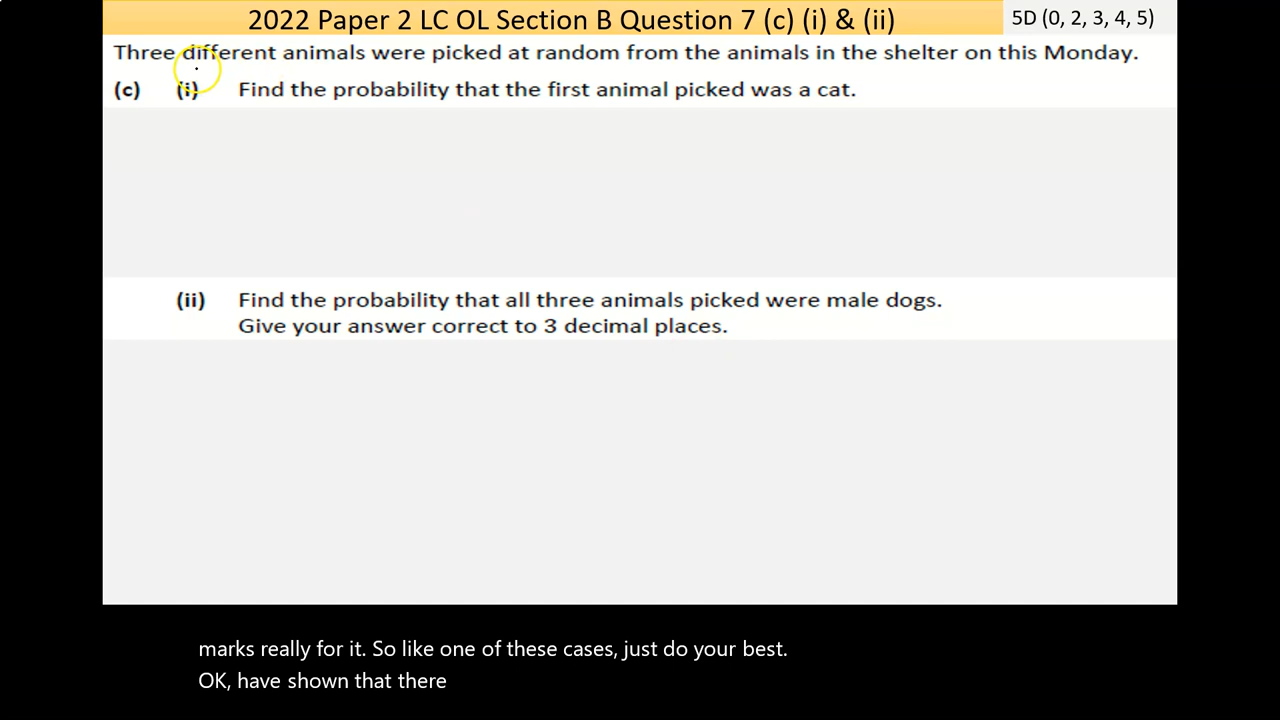 2022 Paper 2 LC OL Section B Question 7 (c) (i) & (ii)
5D (0, 2, 3, 4, 5)
Three different animals were picked at random from the animals in the shelter on this Monday.
(c) (i) Find the probability that the first animal picked was a cat.
(ii) Find the probability that all three animals picked were male dogs.
Give your answer correct to 3 decimal places.
marks really for it. So like one of these cases, just do your best.
OK, have shown that there